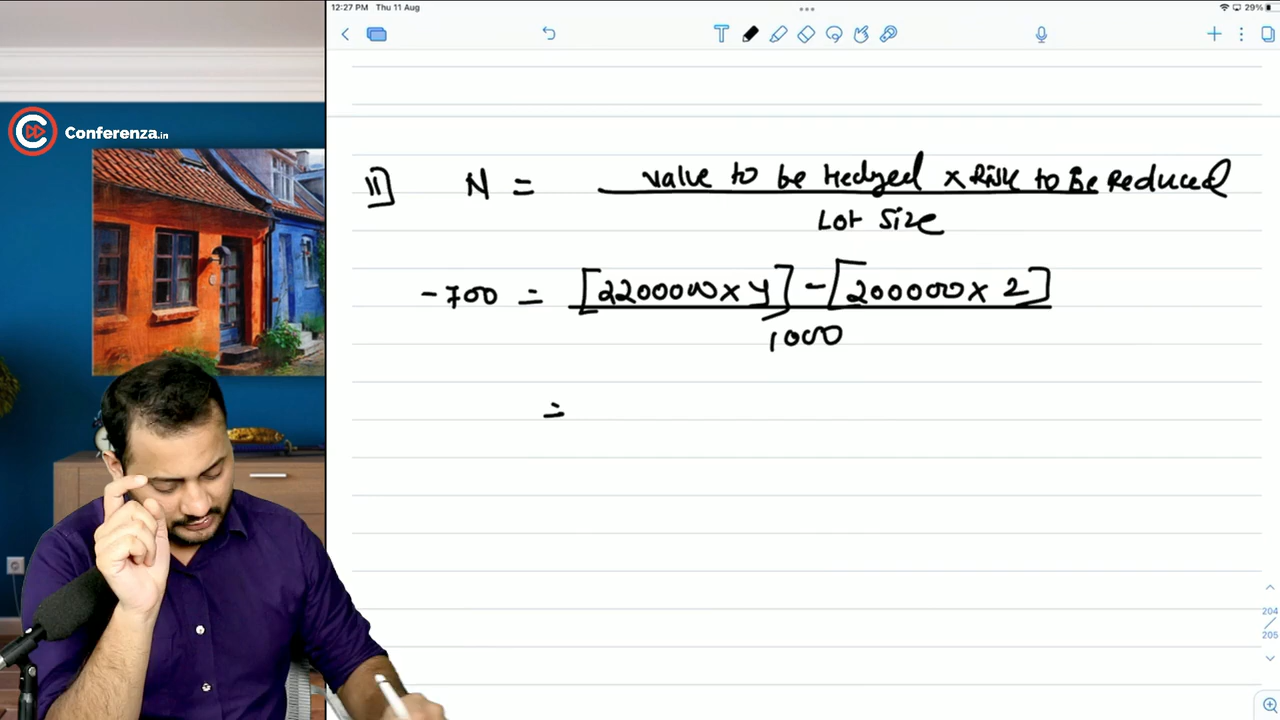 12:27 PM Thu 11 Aug
29%
Conferenza.in
II] N = Value to be Hedged x Risk to Be Reduced
Lot Size
-700 = [2200000 x y] - [200000 x 2]
1000
=
204
205